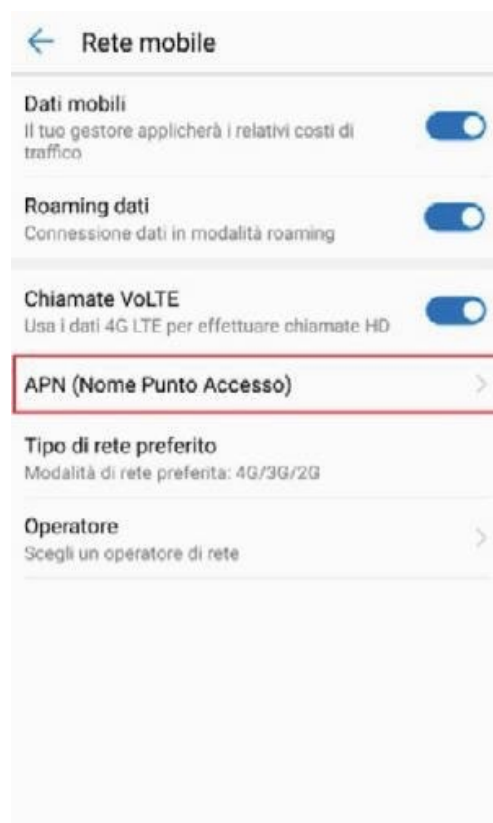 Rete mobile
Dati mobili
Il tuo gestore applicherà i relativi costi di
traffico
Roaming dati
Connessione dati in modalità roaming
Chiamate VoLTE
Usa i dati 4G LTE per effettuare chiamate HD
APN (Nome Punto Accesso)
Tipo di rete preferito
Modalità di rete preferita: 4G/3G/2G
Operatore
Scegli un operatore di rete